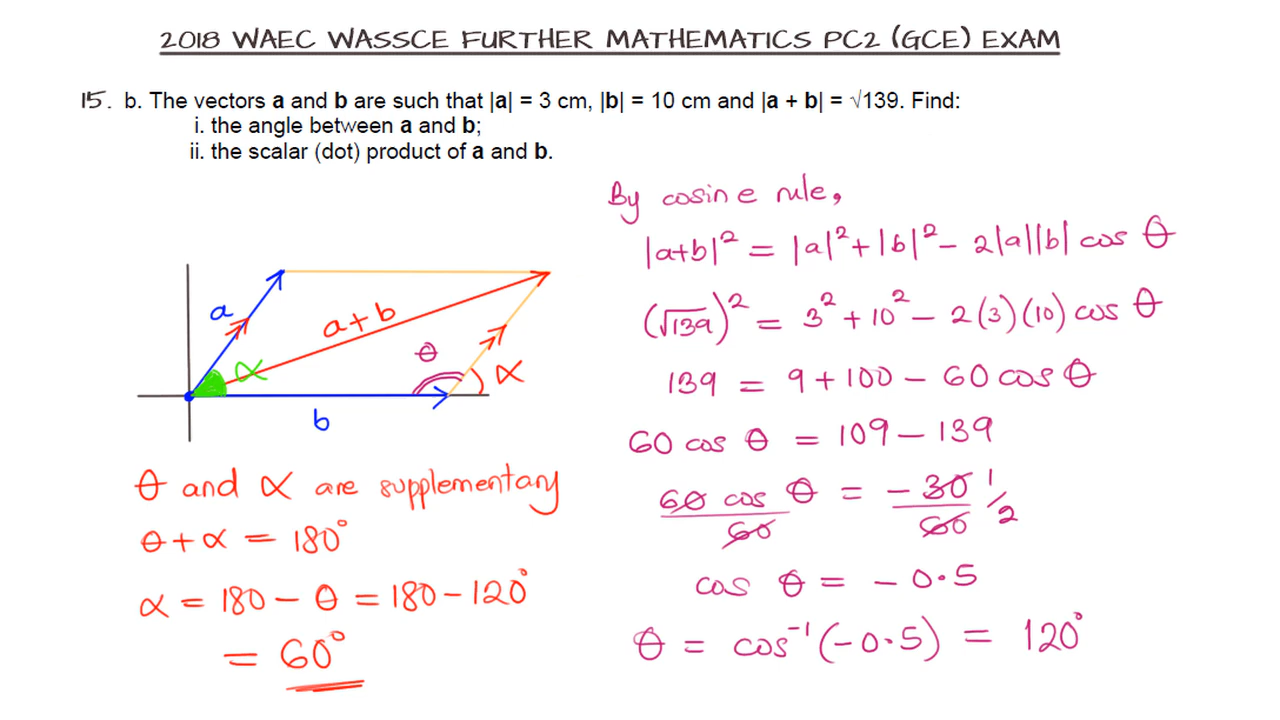 2018 WAEC WASSCE FURTHER MATHEMATICS PC2 (GCE) EXAM
15. b. The vectors a and b are such that |a| = 3 cm, |b| = 10 cm and |a + b| = √139. Find:
i. the angle between a and b;
ii. the scalar (dot) product of a and b.
a
a+b
α
θ
α
b
θ and α are supplementary
θ+α = 180°
α = 180 - θ = 180-120°
= 60°
By cosine rule,
|a+b|² = |a|²+|b|²- 2|a||b| cos θ
(√139)² = 3²+10² - 2(3)(10) cos θ
139 = 9+100 - 60 cos θ
60 cos θ = 109-139
60 cos θ / 60 = -30 / 60 1/2
cos θ = -0.5
θ = cos⁻¹(-0.5) = 120°